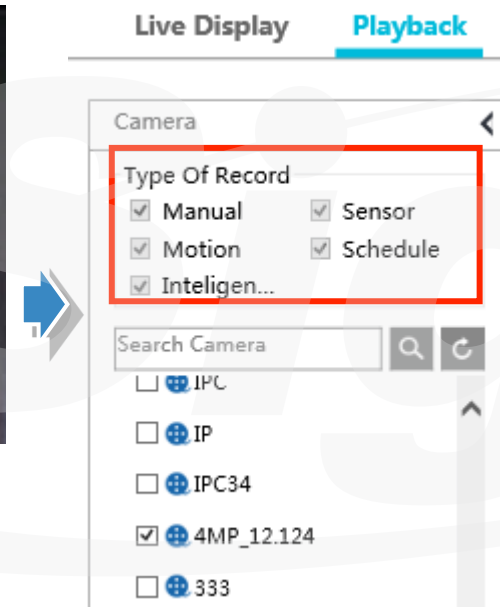 Live Display Playback
Camera
Type Of Record
Manual Sensor
Motion Schedule
Inteligen...
Search Camera
IPC
IP
IPC34
4MP_12.124
333